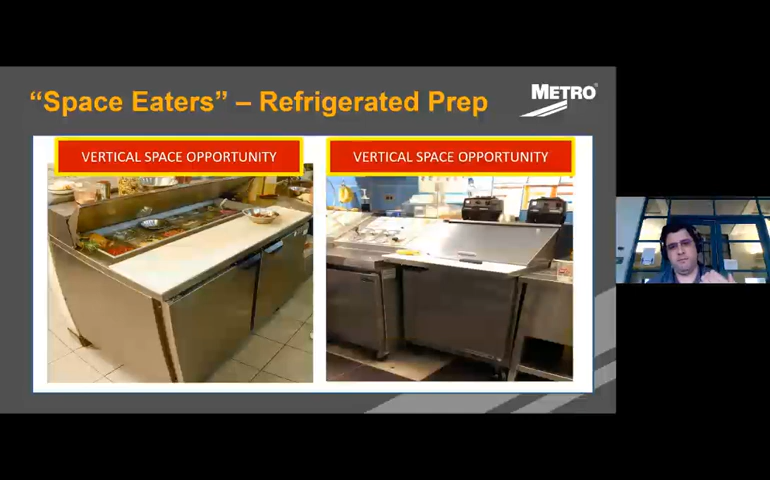 “Space Eaters” – Refrigerated Prep
METRO
VERTICAL SPACE OPPORTUNITY
VERTICAL SPACE OPPORTUNITY